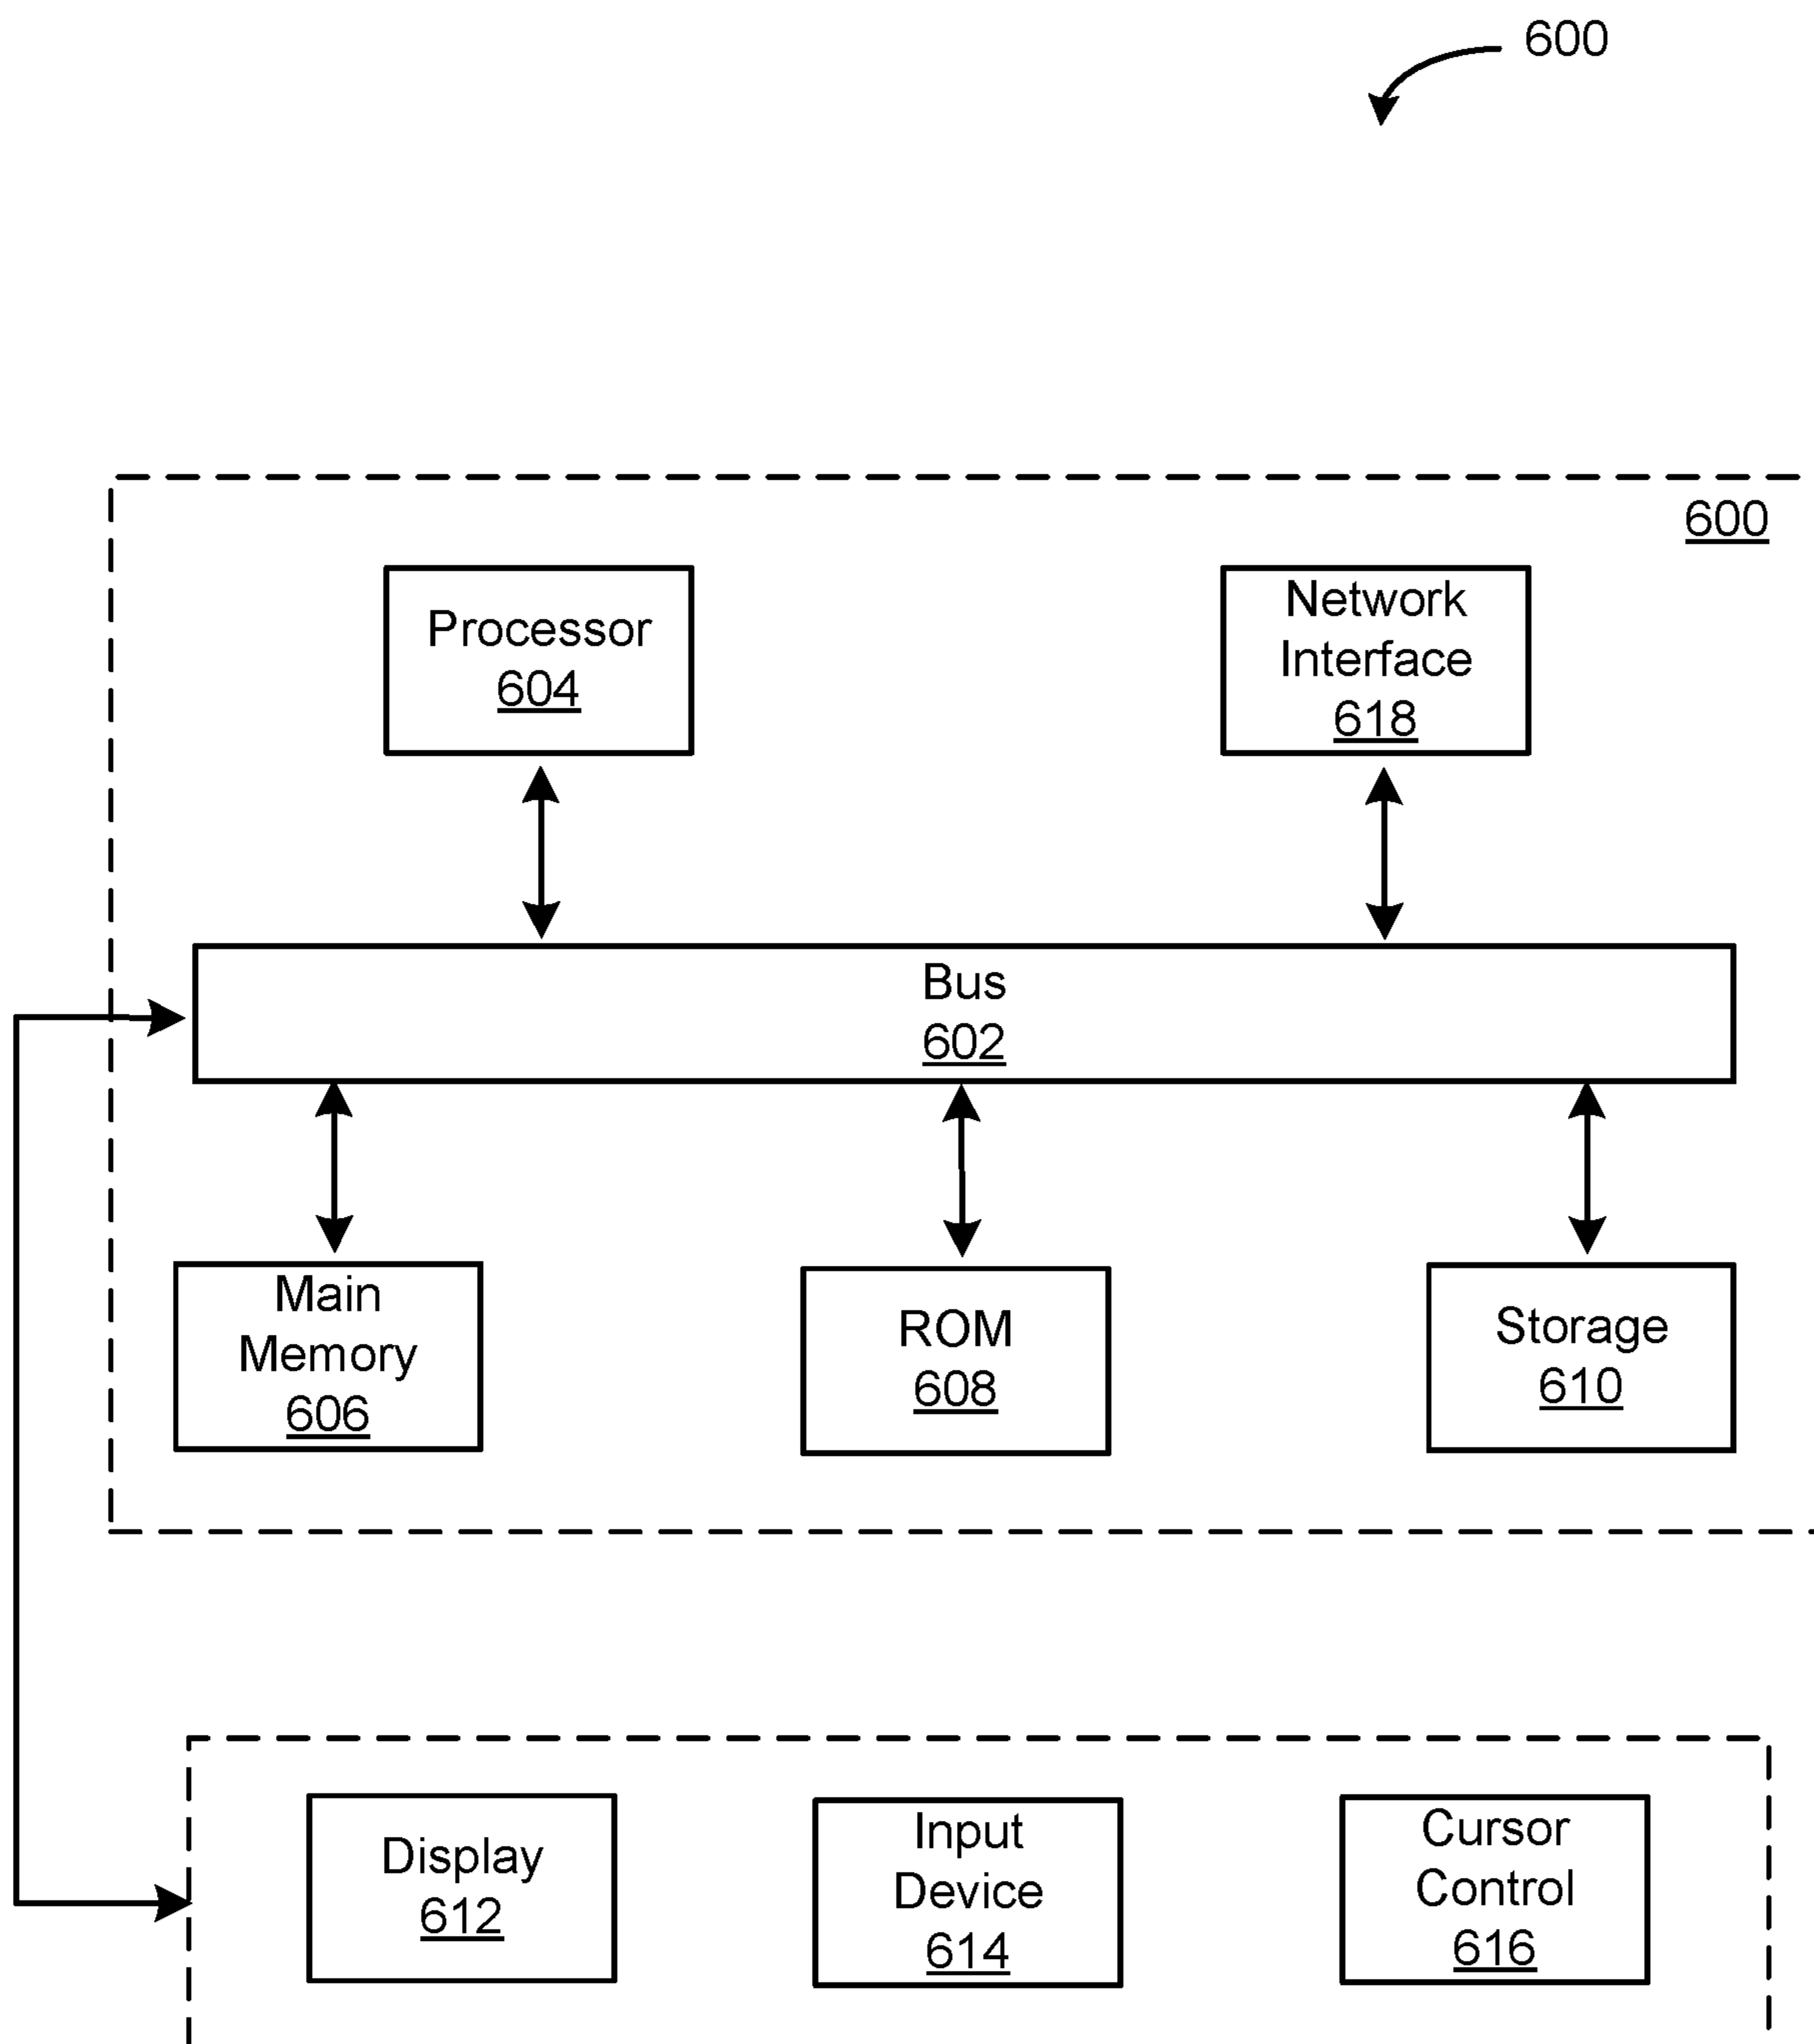 600
600
Processor
604
Network
Interface
618
Bus
602
Main
Memory
606
ROM
608
Storage
610
Display
612
Input
Device
614
Cursor
Control
616